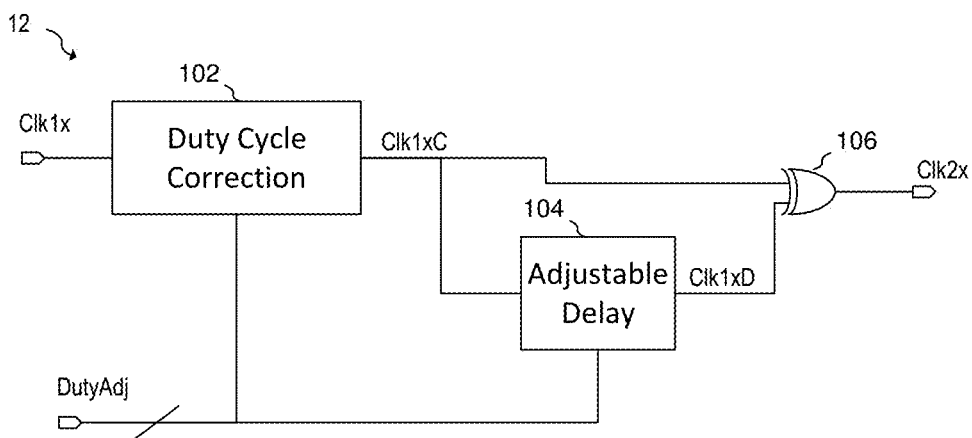 12
102
Clk1x
Duty Cycle
Correction
Clk1xC
106
Clk2x
104
Adjustable
Delay
Clk1xD
DutyAdj